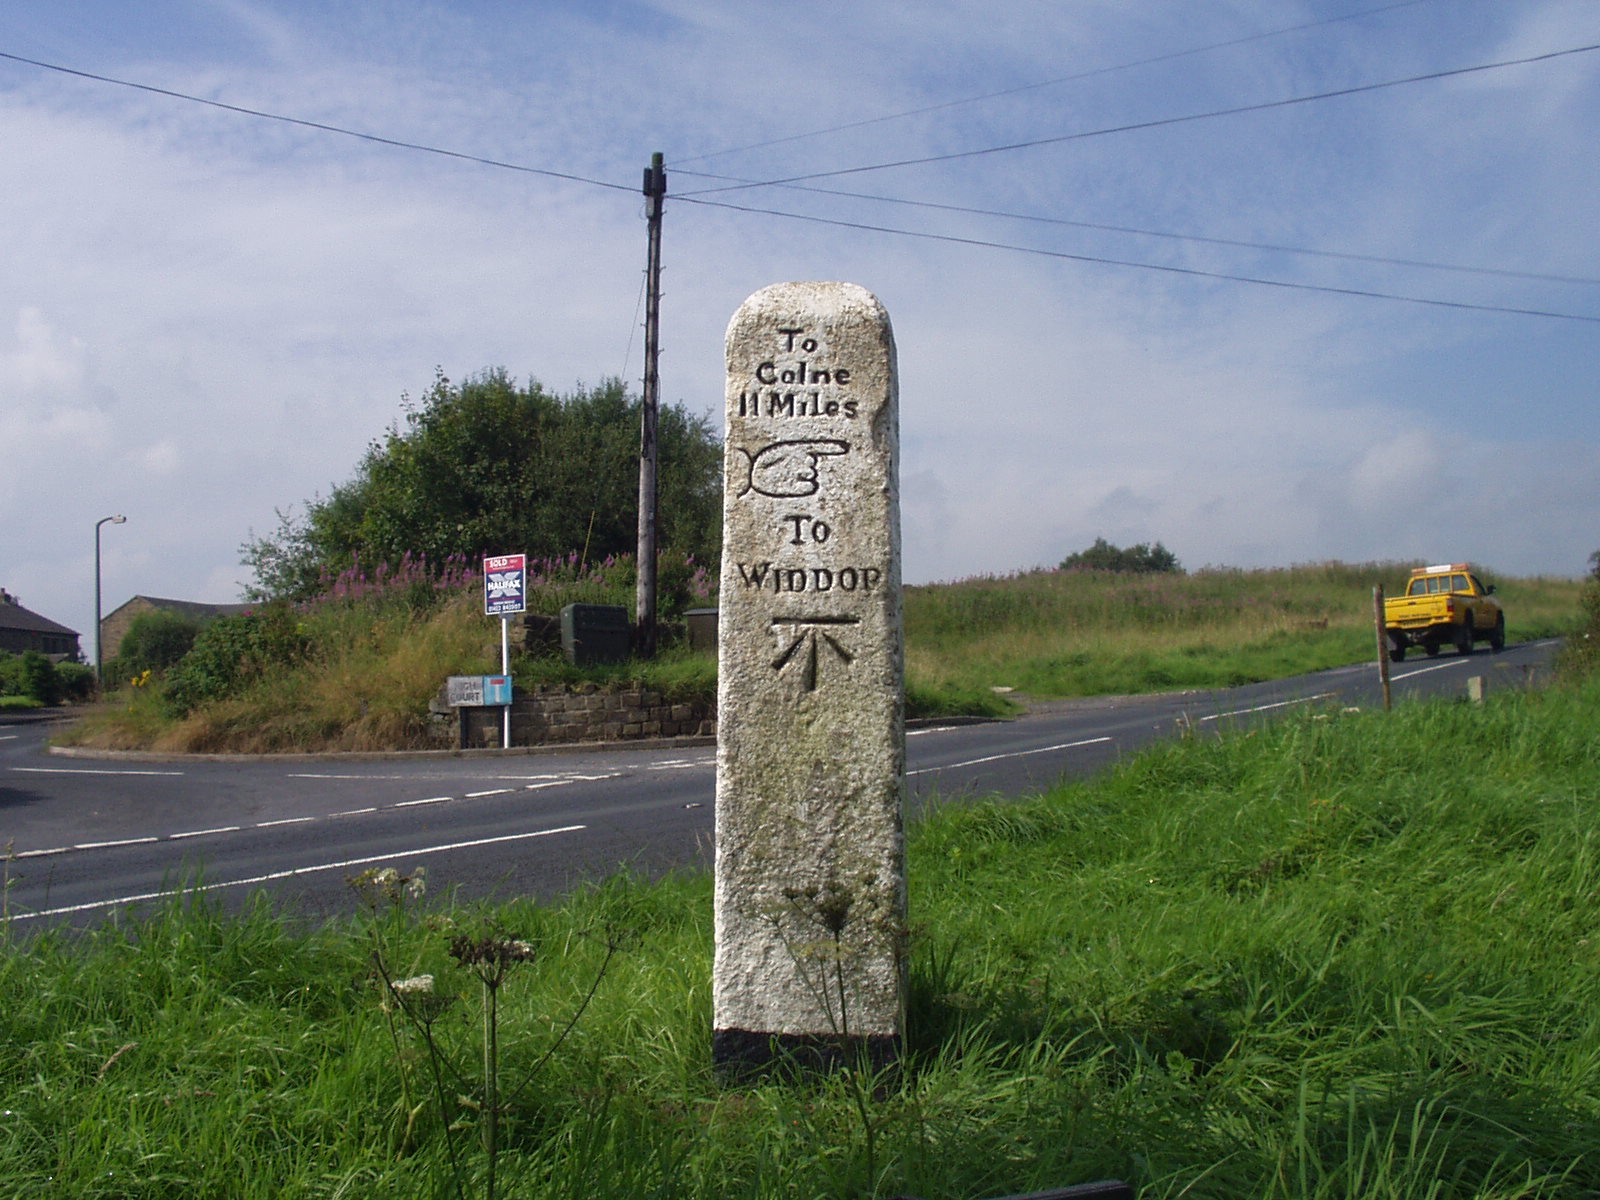 To
Colne
11 Miles
To
WIDDOP
SOLD
HALIFAX
COURT